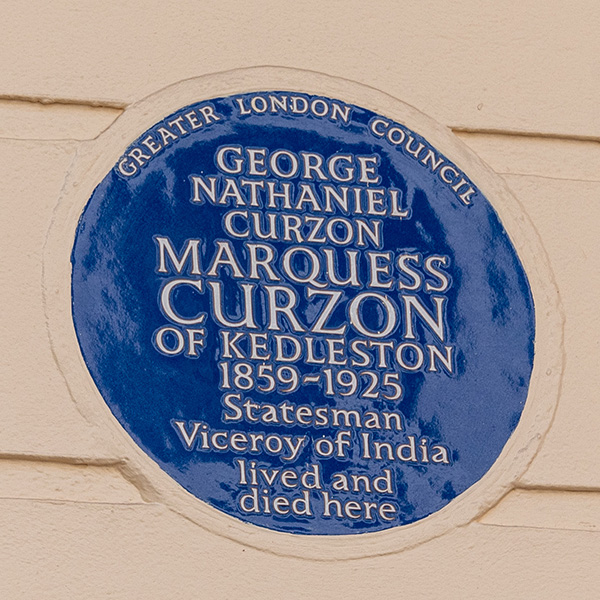 GREATER LONDON COUNCIL
GEORGE
NATHANIEL
CURZON
MARQUESS
CURZON
OF KEDLESTON
1859-1925
Statesman
Viceroy of India
lived and
died here